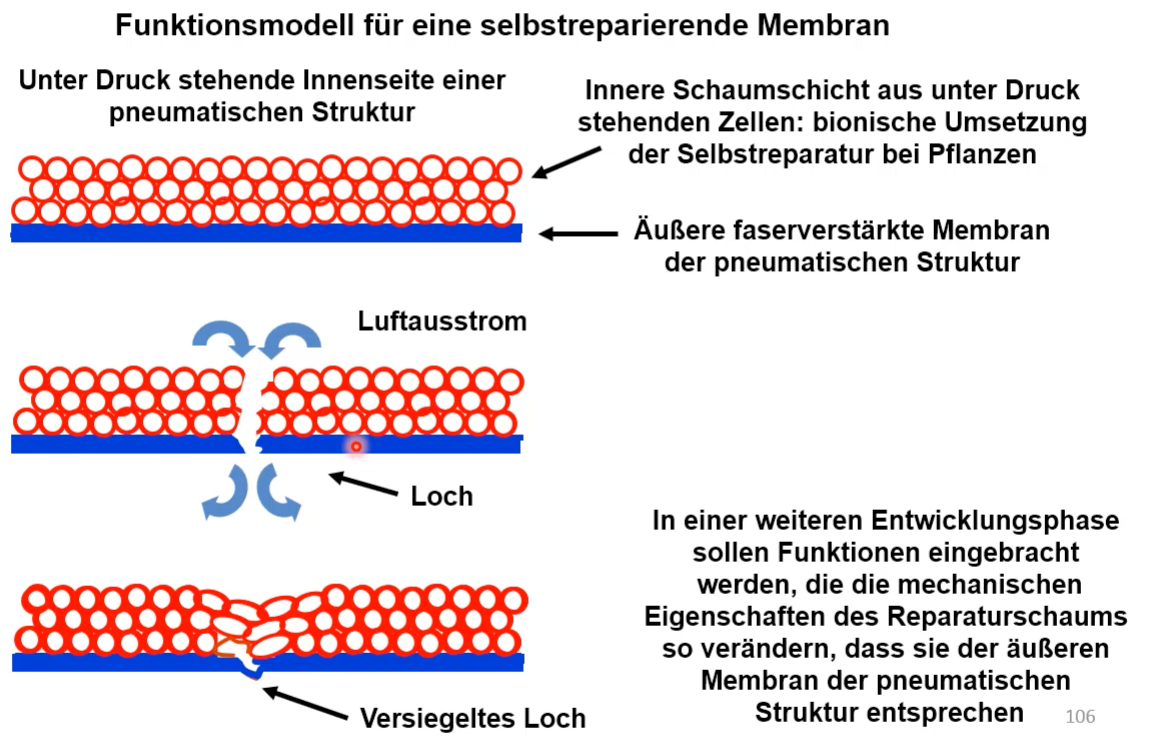 Funktionsmodell für eine selbstreparierende Membran
Unter Druck stehende Innenseite einer
pneumatischen Struktur
Innere Schaumschicht aus unter Druck
stehenden Zellen: bionische Umsetzung
der Selbstreparatur bei Pflanzen
Äußere faserverstärkte Membran
der pneumatischen Struktur
Luftausstrom
Loch
In einer weiteren Entwicklungsphase
sollen Funktionen eingebracht
werden, die die mechanischen
Eigenschaften des Reparaturschaums
so verändern, dass sie der äußeren
Membran der pneumatischen
Struktur entsprechen
Versiegeltes Loch
106